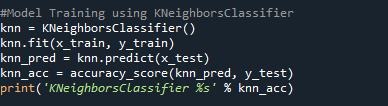 #Model Training using KNeighborsClassifier
knn = KNeighborsClassifier()
knn.fit(x_train, y_train)
knn_pred = knn.predict(x_test)
knn_acc = accuracy_score(knn_pred, y_test)
print('KNeighborsClassifier %s' % knn_acc)